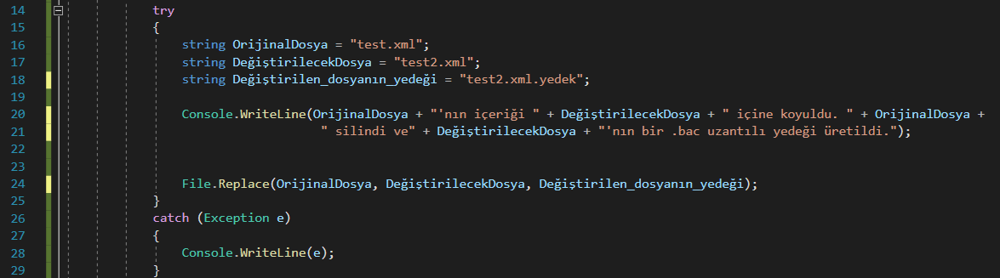 14 try
15 {
16 string OrijinalDosya = "test.xml";
17 string DeğiştirilecekDosya = "test2.xml";
18 string Değiştirilen_dosyanın_yedeği = "test2.xml.yedek";
19
20 Console.WriteLine(OrijinalDosya + "'nın içeriği " + DeğiştirilecekDosya + " içine koyuldu. " + OrijinalDosya +
21 " silindi ve" + DeğiştirilecekDosya + "'nın bir .bac uzantılı yedeği üretildi.");
22
23
24 File.Replace(OrijinalDosya, DeğiştirilecekDosya, Değiştirilen_dosyanın_yedeği);
25 }
26 catch (Exception e)
27 {
28 Console.WriteLine(e);
29 }